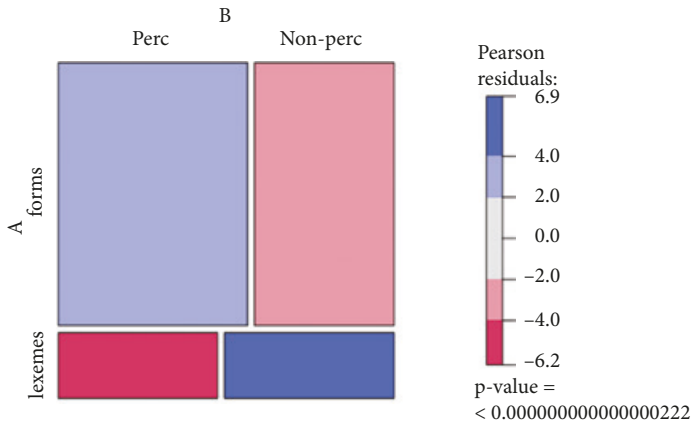 B
Perc Non-perc
A
forms
lexemes
Pearson
residuals:
6.9
4.0
2.0
0.0
−2.0
−4.0
−6.2
p-value =
< 0.000000000000000222